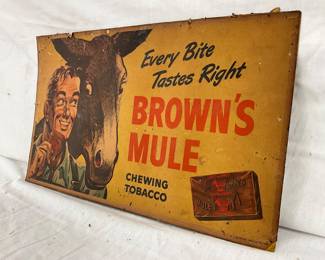 Every Bite
Tastes Right
BROWN'S
MULE
CHEWING
TOBACCO